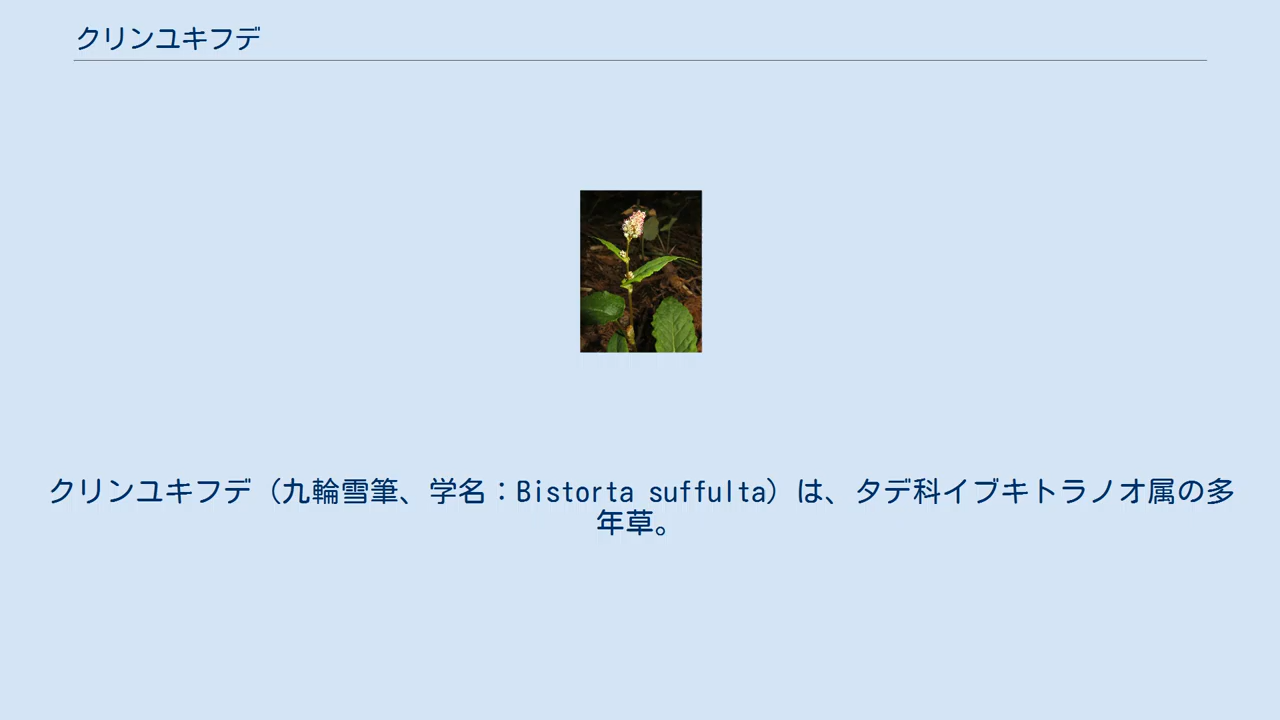 クリンユキフデ
クリンユキフデ（九輪雪筆、学名：Bistorta suffulta）は、タデ科イブキトラノオ属の多
年草。